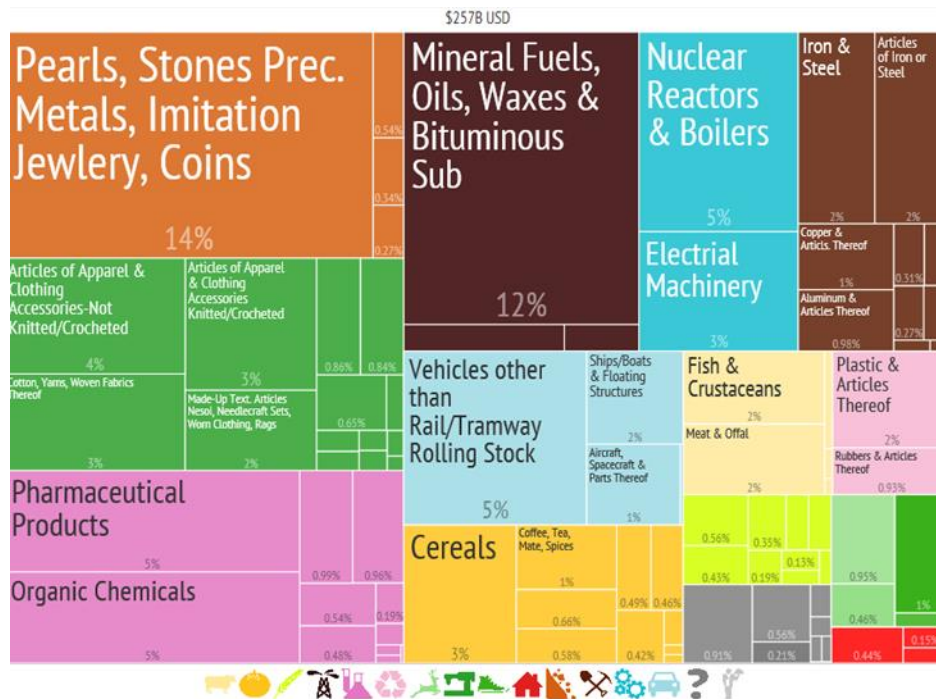 $257B USD
Pearls, Stones Prec.
Metals, Imitation
Jewlery, Coins
14%
0.54%
0.34%
0.27%
Mineral Fuels,
Oils, Waxes &
Bituminous
Sub
12%
Nuclear
Reactors
& Boilers
5%
Electrial
Machinery
3%
Iron &
Steel
2%
Articles
of Iron or
Steel
2%
Copper &
Articls. Thereof
1%
Aluminum &
Articles Thereof
0.98%
0.31%
0.27%
Articles of Apparel &
Clothing
Accessories-Not
Knitted/Crocheted
4%
Articles of Apparel
& Clothing
Accessories
Knitted/Crocheted
3%
0.86%
0.84%
Cotton, Yarns, Woven Fabrics
Thereof
3%
Made-Up Text. Articles
Nesoi, Needlecraft Sets,
Worn Clothing, Rags
2%
0.65%
Vehicles other
than
Rail/Tramway
Rolling Stock
5%
Ships/Boats
& Floating
Structures
2%
Aircraft,
Spacecraft &
Parts Thereof
1%
Fish &
Crustaceans
2%
Meat & Offal
2%
Plastic &
Articles
Thereof
2%
Rubbers & Articles
Thereof
0.93%
Pharmaceutical
Products
5%
Organic Chemicals
5%
0.99%
0.96%
0.54%
0.19%
0.48%
Cereals
3%
Coffee, Tea,
Mate, Spices
1%
0.66%
0.58%
0.49%
0.46%
0.42%
0.56%
0.35%
0.43%
0.19%
0.13%
0.91%
0.56%
0.21%
0.95%
0.46%
1%
0.44%
0.15%